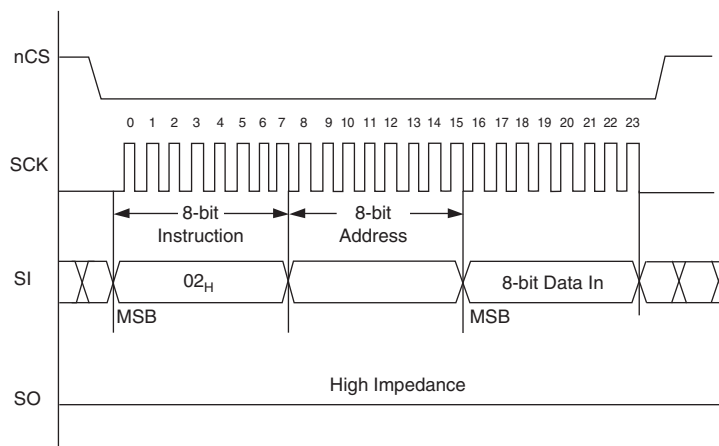 nCS
0 1 2 3 4 5 6 7 8 9 10 11 12 13 14 15 16 17 18 19 20 21 22 23
SCK
8-bit
Instruction
8-bit
Address
SI
02H
8-bit Data In
MSB
MSB
High Impedance
SO